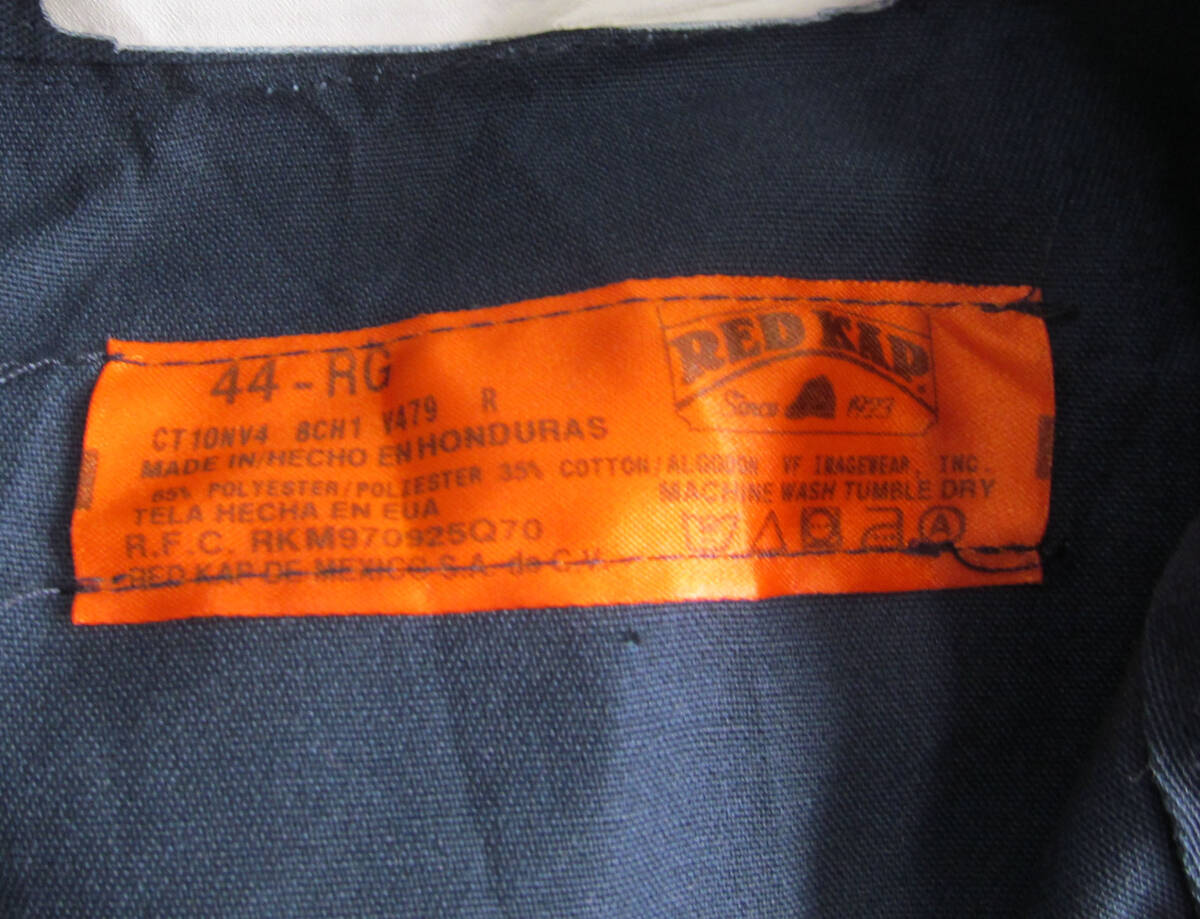 44-RG
RED KAP
Since 1923
CT10NV4 8CH1 V479 R
MADE IN/HECHO EN HONDURAS
65% POLYESTER/POLIESTER 35% COTTON/ALGODON VF IMAGEWEAR, INC.
TELA HECHA EN EUA
MACHINE WASH TUMBLE DRY
R.F.C. RKM970925Q70
RED KAP DE MEXICO S.A. de C.V.
A